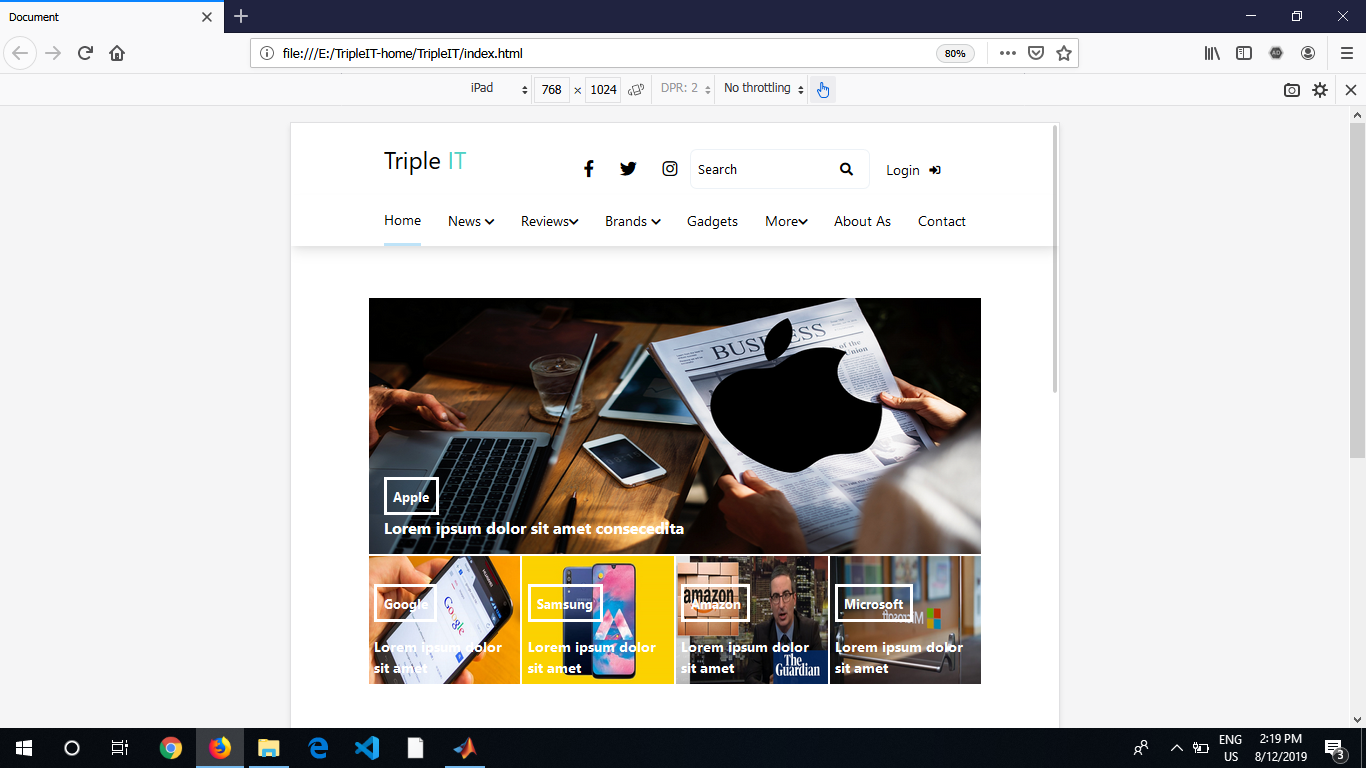 Document
file:///E:/TripleIT-home/TripleIT/index.html
80%
iPad
768 × 1024
DPR: 2
No throttling
Triple IT
Search
Login
Home
News
Reviews
Brands
Gadgets
More
About As
Contact
BUSINESS
Apple
Lorem ipsum dolor sit amet consecedita
Google
Google
Lorem ipsum dolor
sit amet
Samsung
Lorem ipsum dolor
sit amet
amazon
Amazon
The
Guardian
Lorem ipsum dolor
sit amet
Microsoft
Microsoft
Lorem ipsum dolor
sit amet
ENG
US
2:19 PM
8/12/2019
3